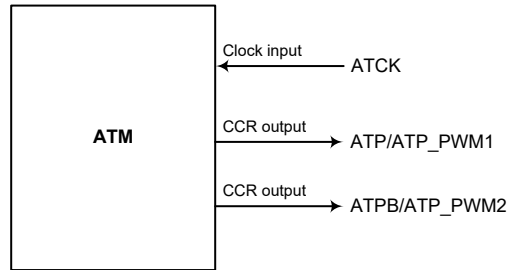 Clock input
ATCK
ATM
CCR output
ATP/ATP_PWM1
CCR output
ATPB/ATP_PWM2